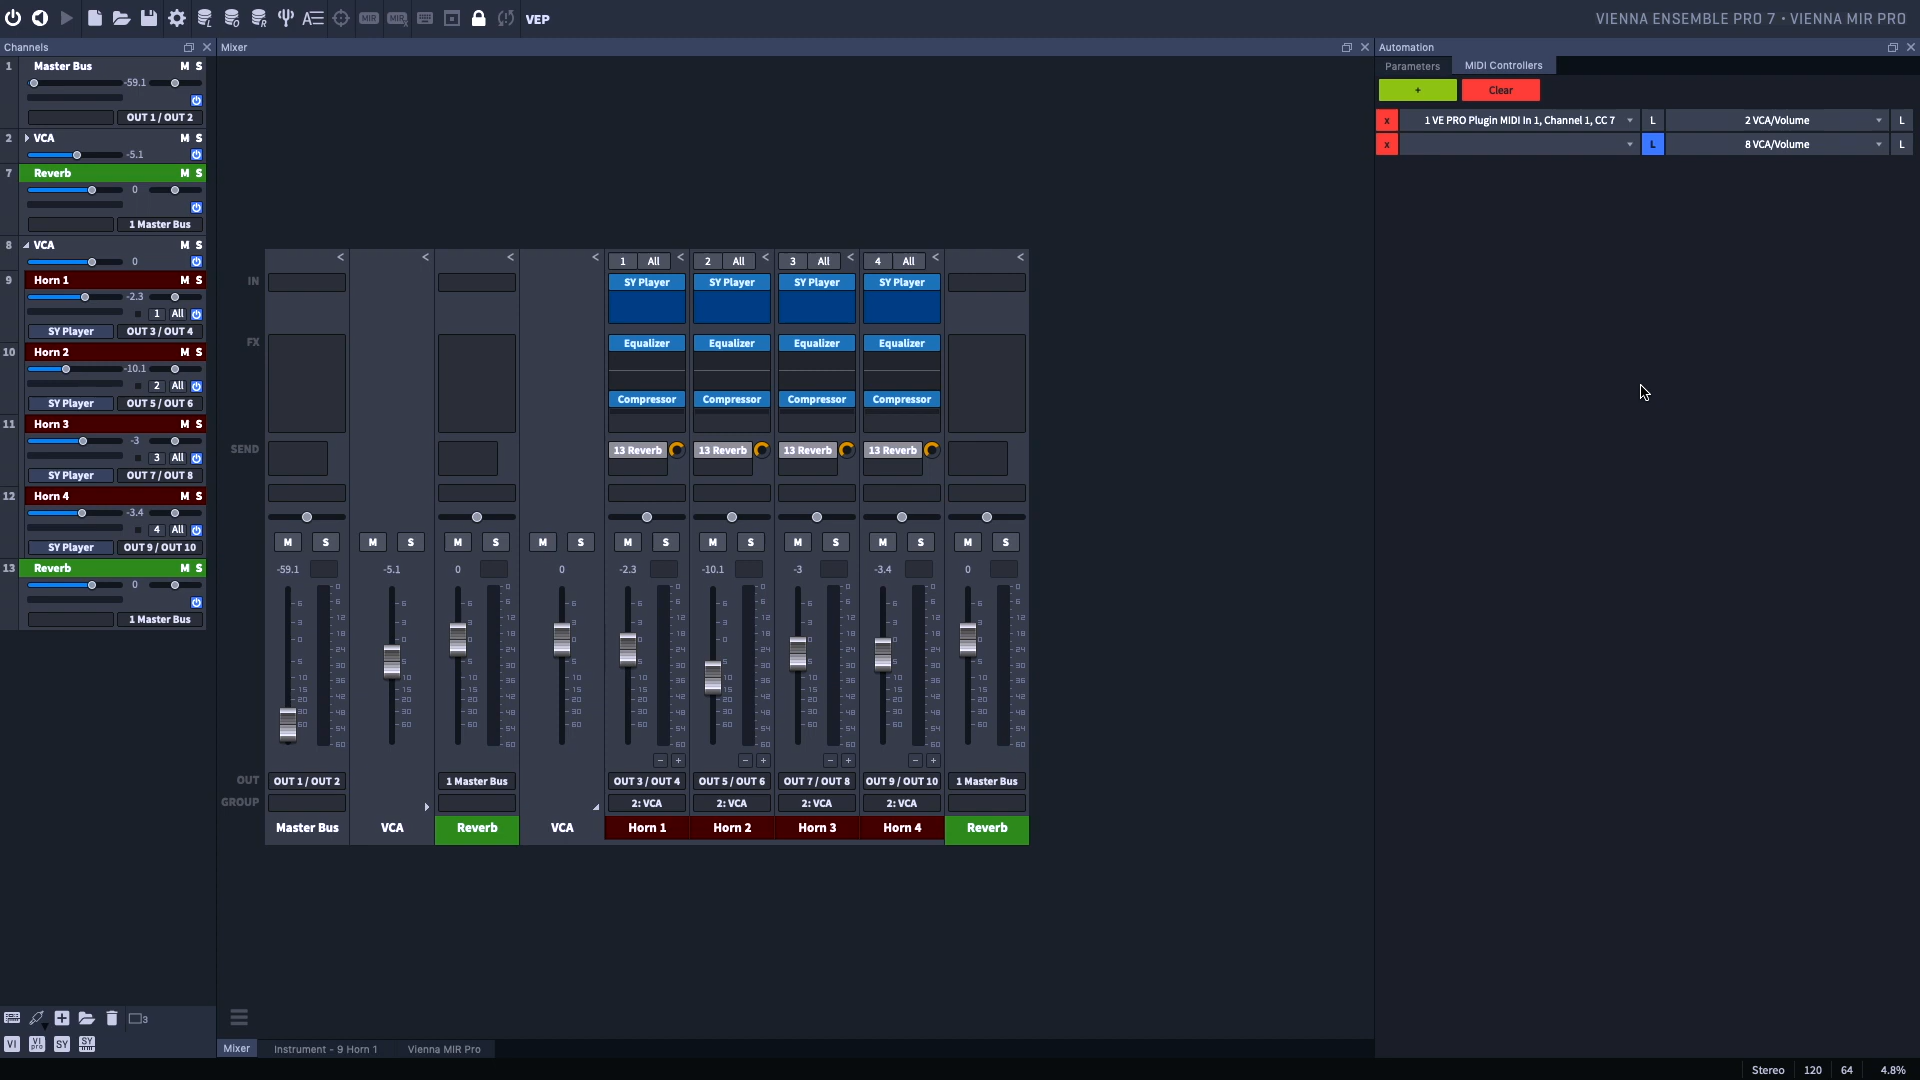 VEP
VIENNA ENSEMBLE PRO 7 • VIENNA MIR PRO
Channels
Mixer
Automation
1 Master Bus M S
-59.1
OUT 1 / OUT 2
2 VCA M S
-5.1
7 Reverb M S
0
1 Master Bus
8 VCA M S
0
9 Horn 1 M S
-2.3
1 All
SY Player OUT 3 / OUT 4
10 Horn 2 M S
-10.1
2 All
SY Player OUT 5 / OUT 6
11 Horn 3 M S
-3
3 All
SY Player OUT 7 / OUT 8
12 Horn 4 M S
-3.4
4 All
SY Player OUT 9 / OUT 10
13 Reverb M S
0
1 Master Bus
3
VI VI pro SY SY
1 All 2 All 3 All 4 All
IN SY Player SY Player SY Player SY Player
FX Equalizer Equalizer Equalizer Equalizer
Compressor Compressor Compressor Compressor
SEND 13 Reverb 13 Reverb 13 Reverb 13 Reverb
M S M S M S M S M S M S M S M S M S
-59.1 -5.1 0 0 -2.3 -10.1 -3 -3.4 0
OUT OUT 1 / OUT 2 1 Master Bus OUT 3 / OUT 4 OUT 5 / OUT 6 OUT 7 / OUT 8 OUT 9 / OUT 10 1 Master Bus
GROUP 2: VCA 2: VCA 2: VCA 2: VCA
Master Bus VCA Reverb VCA Horn 1 Horn 2 Horn 3 Horn 4 Reverb
Mixer Instrument - 9 Horn 1 Vienna MIR Pro
Parameters MIDI Controllers
+ Clear
x 1 VE PRO Plugin MIDI In 1, Channel 1, CC 7 L 2 VCA/Volume L
x L 8 VCA/Volume L
Stereo 120 64 4.8%